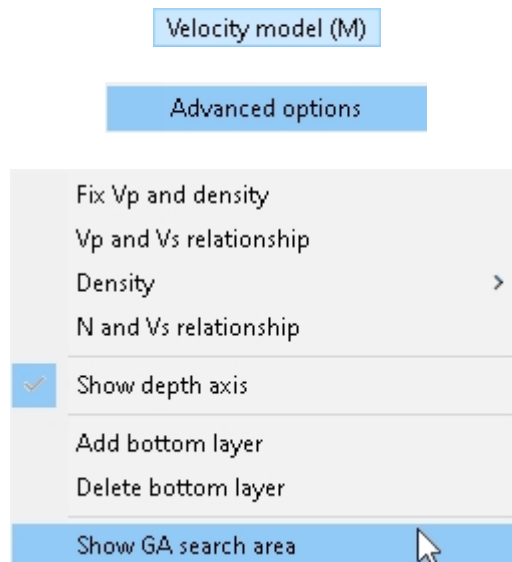 Velocity model (M)
Advanced options
Fix Vp and density
Vp and Vs relationship
Density
N and Vs relationship
Show depth axis
Add bottom layer
Delete bottom layer
Show GA search area